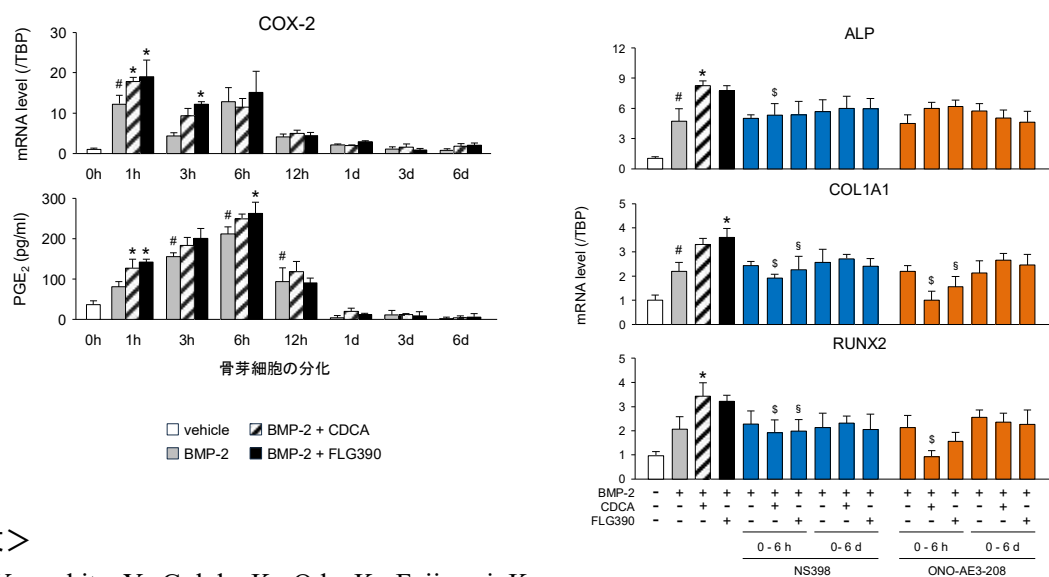 COX-2
mRNA level (/TBP)
30
20
10
0
#
*
*
*
0h 1h 3h 6h 12h 1d 3d 6d
PGE2 (pg/ml)
300
200
100
0
* *
#
#
*
#
0h 1h 3h 6h 12h 1d 3d 6d
骨芽細胞の分化
vehicle BMP-2 + CDCA
BMP-2 BMP-2 + FLG390
ALP
12
9
6
3
0
#
*
$
COL1A1
mRNA level (/TBP)
5
4
3
2
1
0
#
*
$
§
$
§
RUNX2
5
4
3
2
1
0
*
$
§
$
BMP-2 - + + + + + + + + + + + + + + +
CDCA - - + - - + - - + - - + - - + -
FLG390 - - - + - - + - - + - - + - - +
0 - 6 h 0 - 6 d 0 - 6 h 0 - 6 d
NS398 ONO-AE3-208
>